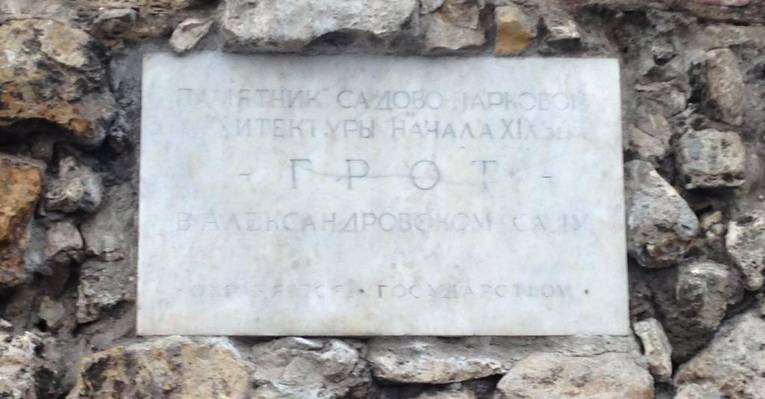 ПАМЯТНИК САДОВО-ПАРКОВОЙ
АРХИТЕКТУРЫ НАЧАЛА XIX В.
- ГРОТ -
В АЛЕКСАНДРОВСКОМ САДУ
· ОХРАНЯЕТСЯ · ГОСУДАРСТВОМ ·